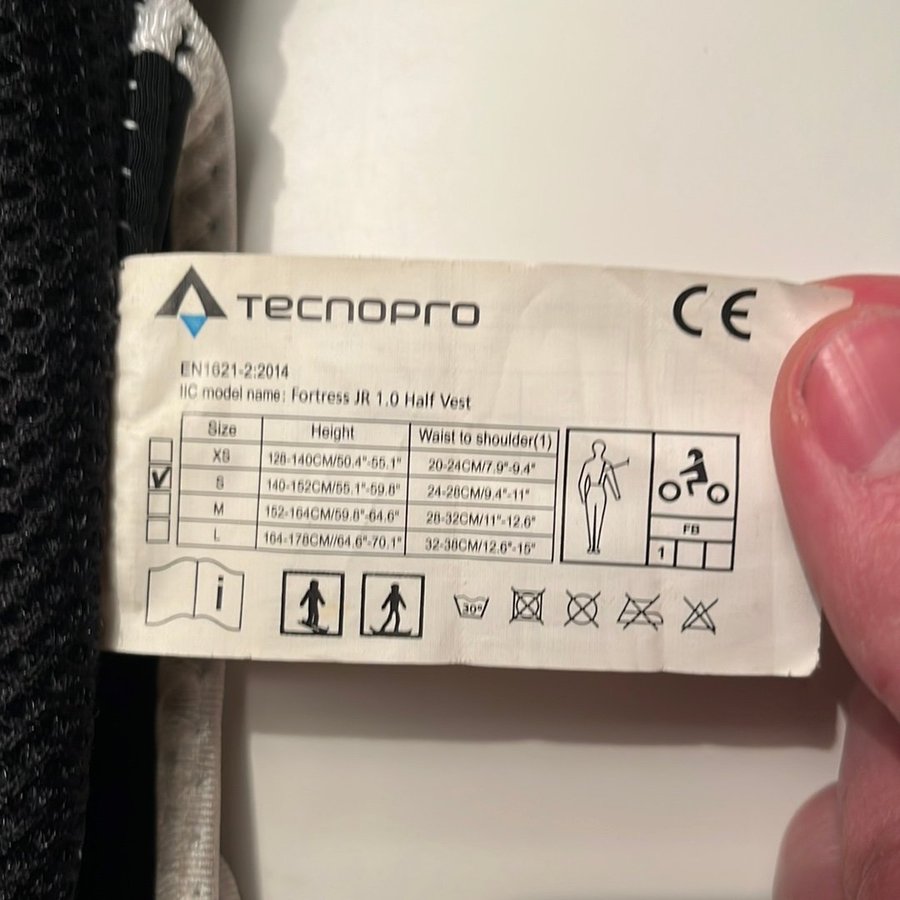 TECNOPRO
CE
EN1621-2:2014
IIC model name: Fortress JR 1.0 Half Vest
Size Height Waist to shoulder(1)
XS 128-140CM/50.4"-55.1" 20-24CM/7.9"-9.4"
S 140-152CM/55.1"-59.8" 24-28CM/9.4"-11"
M 152-164CM/59.8"-64.6" 28-32CM/11"-12.6"
L 164-178CM//64.6"-70.1" 32-38CM/12.6"-15"
FB
1
i
30°